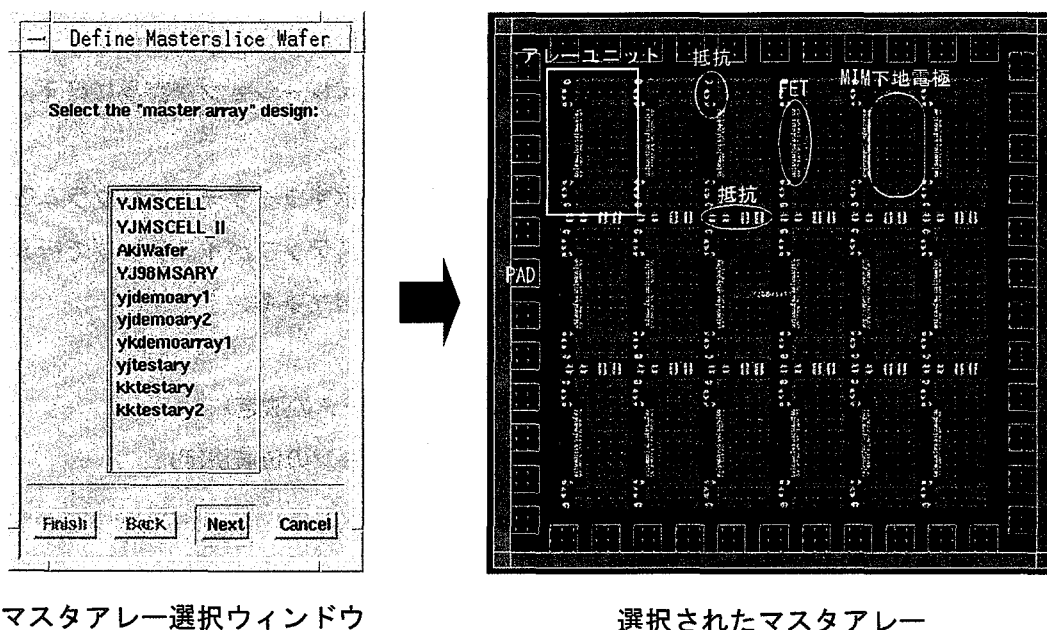 Define Masterslice Wafer
Select the "master array" design:
YJMSCELL
YJMSCELL_II
AkiWafer
YJ98MSARY
yjdemoary1
yjdemoary2
ykdemoarray1
yjtestary
kktestary
kktestary2
Finish
Back
Next
Cancel
マスタアレー選択ウィンドウ
アレーユニット
抵抗
FET
MIM下地電極
抵抗
PAD
選択されたマスタアレー